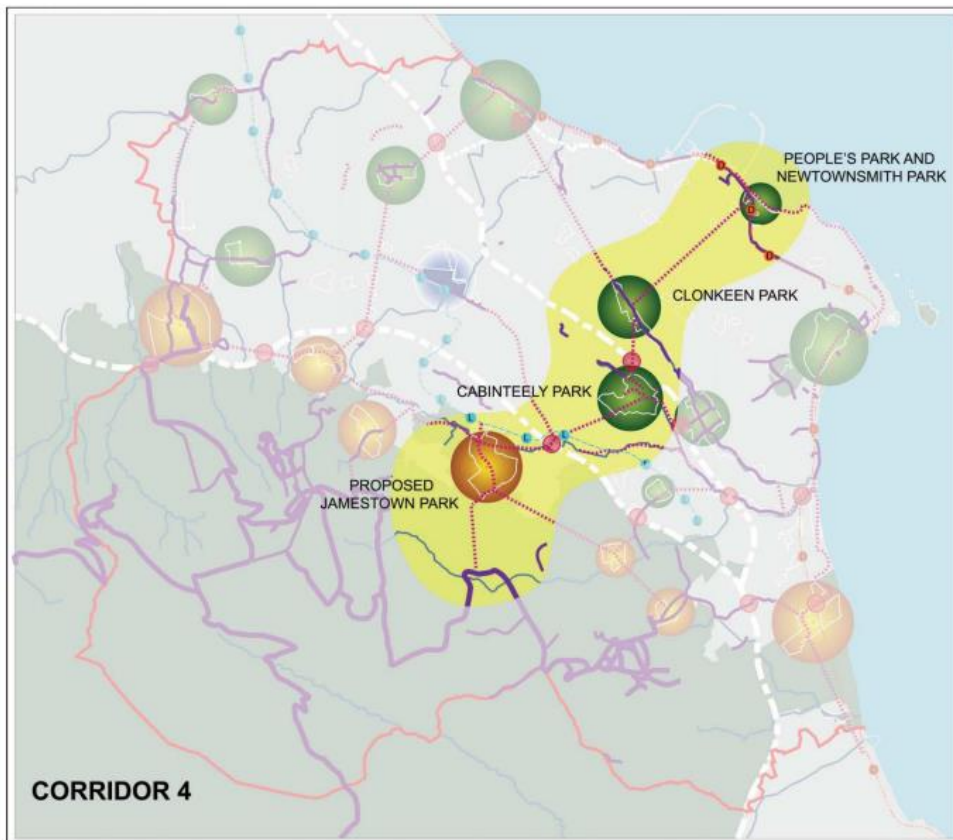 PEOPLE'S PARK AND
NEWTOWNSMITH PARK
CLONKEEN PARK
CABINTEELY PARK
PROPOSED
JAMESTOWN PARK
CORRIDOR 4
D
D
D
L
L
L